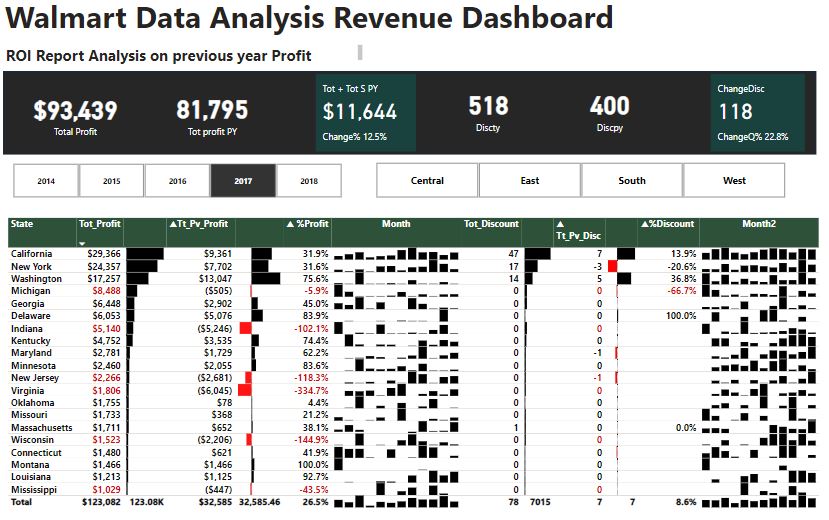 Walmart Data Analysis Revenue Dashboard
ROI Report Analysis on previous year Profit
$93,439
Total Profit
81,795
Tot profit PY
Tot + Tot S PY
$11,644
Change% 12.5%
518
Discty
400
Discpy
ChangeDisc
118
ChangeQ% 22.8%
2014 2015 2016 2017 2018
Central East South West
State Tot_Profit ▲Tt_Pv_Profit ▲ %Profit Month Tot_Discount ▲ Tt_Pv_Disc ▲%Discount Month2
California $29,366 $9,361 31.9% 47 7 13.9%
New York $24,357 $7,702 31.6% 17 -3 -20.6%
Washington $17,257 $13,047 75.6% 14 5 36.8%
Michigan $8,488 ($505) -5.9% 0 0 -66.7%
Georgia $6,448 $2,902 45.0% 0 0
Delaware $6,053 $5,076 83.9% 0 0 100.0%
Indiana $5,140 ($5,246) -102.1% 0 0
Kentucky $4,752 $3,535 74.4% 0 0
Maryland $2,781 $1,729 62.2% 0 -1
Minnesota $2,460 $2,055 83.6% 0 0
New Jersey $2,266 ($2,681) -118.3% 0 -1
Virginia $1,806 ($6,045) -334.7% 0 0
Oklahoma $1,755 $78 4.4% 0 0
Missouri $1,733 $368 21.2% 0 0
Massachusetts $1,711 $652 38.1% 1 0 0.0%
Wisconsin $1,523 ($2,206) -144.9% 0 0
Connecticut $1,480 $621 41.9% 0 0
Montana $1,466 $1,466 100.0% 0 0
Louisiana $1,213 $1,125 92.7% 0 0
Mississippi $1,029 ($447) -43.5% 0 0
Total $123,082 123.08K $32,585 32,585.46 26.5% 78 7015 7 7 8.6%